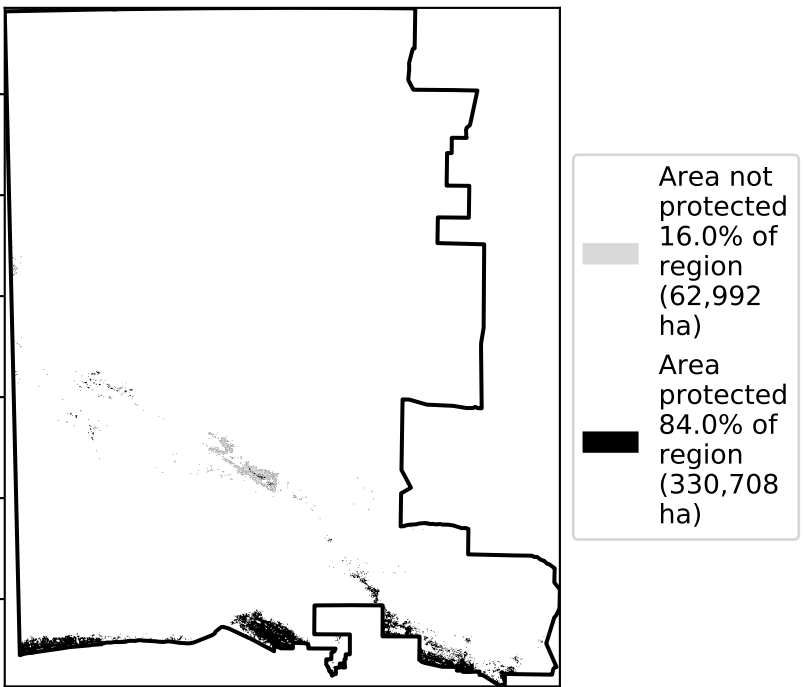 Area not
protected
16.0% of
region
(62,992
ha)
Area
protected
84.0% of
region
(330,708
ha)